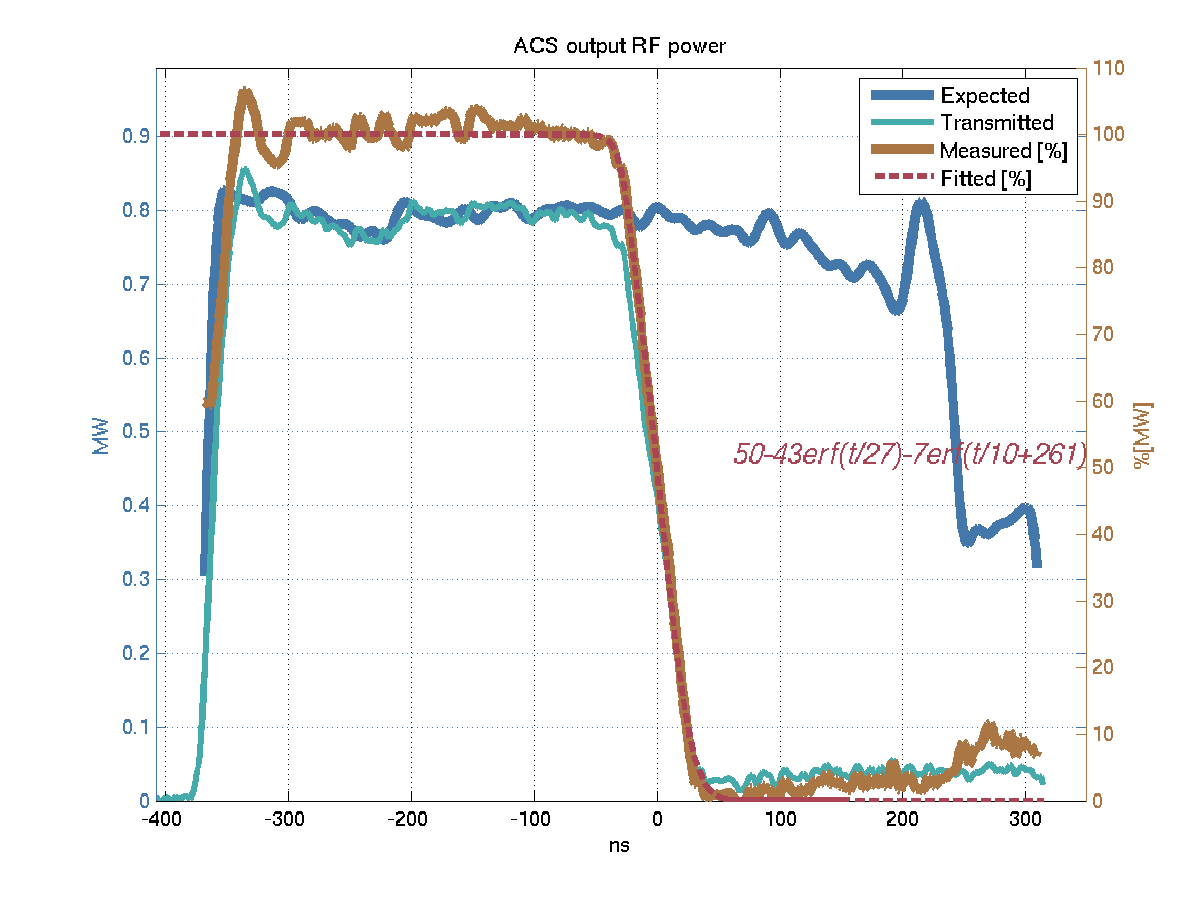 ACS output RF power
110
Expected
Transmitted
Measured [%]
Fitted [%]
0.9
100
0.8
90
80
0.7
70
0.6
60
MW
0.5
%[MW]
50-43erf(t/27)-7erf(t/10+261)
50
0.4
40
0.3
30
0.2
20
0.1
10
0
0
-400 -300 -200 -100 0 100 200 300
ns